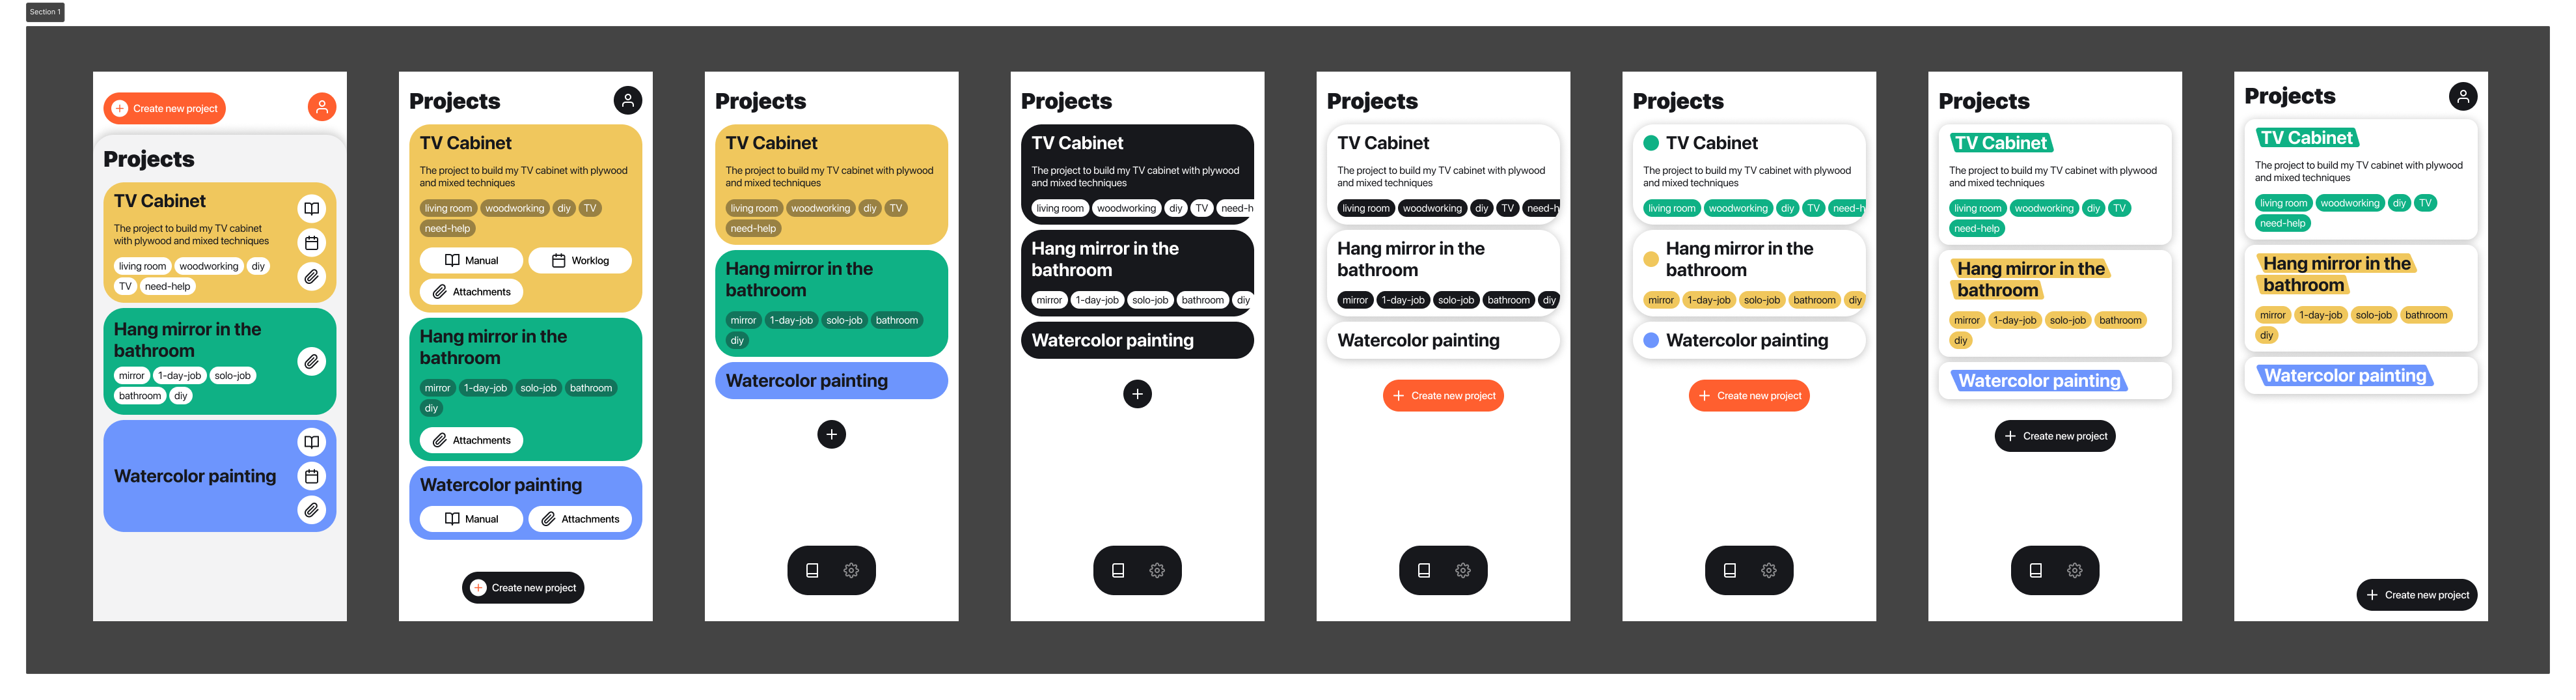 Section 1
Create new project
Projects
TV Cabinet
The project to build my TV cabinet
with plywood and mixed techniques
living room woodworking diy
TV need-help
Hang mirror in the
bathroom
mirror 1-day-job solo-job
bathroom diy
Watercolor painting
Projects
TV Cabinet
The project to build my TV cabinet with plywood
and mixed techniques
living room woodworking diy TV
need-help
Manual Worklog
Attachments
Hang mirror in the
bathroom
mirror 1-day-job solo-job bathroom
diy
Attachments
Watercolor painting
Manual Attachments
Create new project
Projects
TV Cabinet
The project to build my TV cabinet with plywood
and mixed techniques
living room woodworking diy TV
need-help
Hang mirror in the
bathroom
mirror 1-day-job solo-job bathroom
diy
Watercolor painting
Projects
TV Cabinet
The project to build my TV cabinet with plywood
and mixed techniques
living room woodworking diy TV need-h
Hang mirror in the
bathroom
mirror 1-day-job solo-job bathroom diy
Watercolor painting
Projects
TV Cabinet
The project to build my TV cabinet with plywood
and mixed techniques
living room woodworking diy TV need-h
Hang mirror in the
bathroom
mirror 1-day-job solo-job bathroom diy
Watercolor painting
Create new project
Projects
TV Cabinet
The project to build my TV cabinet with plywood
and mixed techniques
living room woodworking diy TV need-h
Hang mirror in the
bathroom
mirror 1-day-job solo-job bathroom diy
Watercolor painting
Create new project
Projects
TV Cabinet
The project to build my TV cabinet with plywood
and mixed techniques
living room woodworking diy TV
need-help
Hang mirror in the
bathroom
mirror 1-day-job solo-job bathroom
diy
Watercolor painting
Create new project
Projects
TV Cabinet
The project to build my TV cabinet with plywood
and mixed techniques
living room woodworking diy TV
need-help
Hang mirror in the
bathroom
mirror 1-day-job solo-job bathroom
diy
Watercolor painting
Create new project